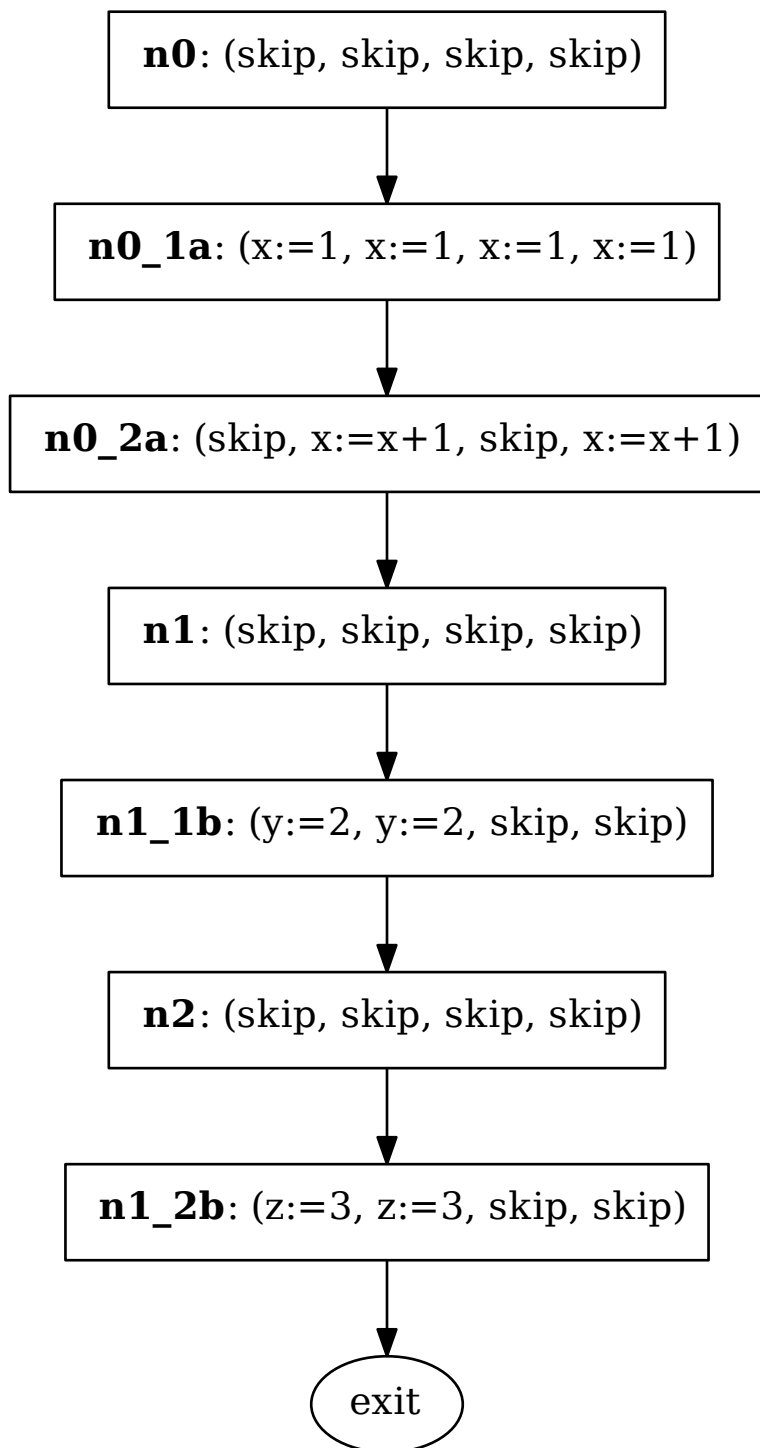 n0: (skip, skip, skip, skip)
n0_1a: (x:=1, x:=1, x:=1, x:=1)
n0_2a: (skip, x:=x+1, skip, x:=x+1)
n1: (skip, skip, skip, skip)
n1_1b: (y:=2, y:=2, skip, skip)
n2: (skip, skip, skip, skip)
n1_2b: (z:=3, z:=3, skip, skip)
exit